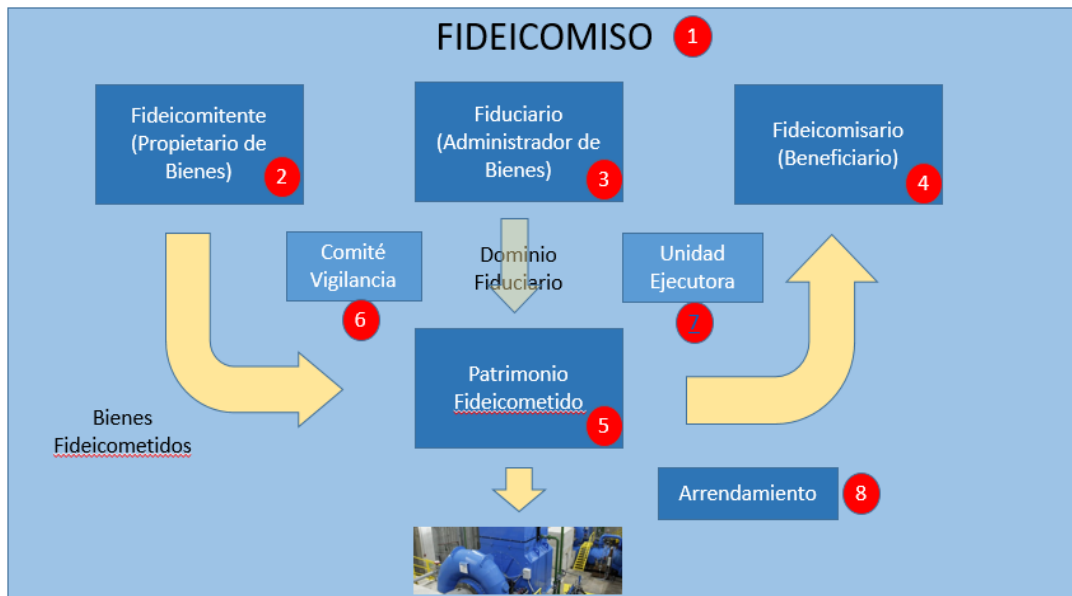 FIDEICOMISO 1
Fideicomitente
(Propietario de
Bienes)
2
Fiduciario
(Administrador de
Bienes)
3
Fideicomisario
(Beneficiario)
4
Comité
Vigilancia
6
Dominio
Fiduciario
Unidad
Ejecutora
7
Patrimonio
Fideicometido
5
Bienes
Fideicometidos
Arrendamiento 8